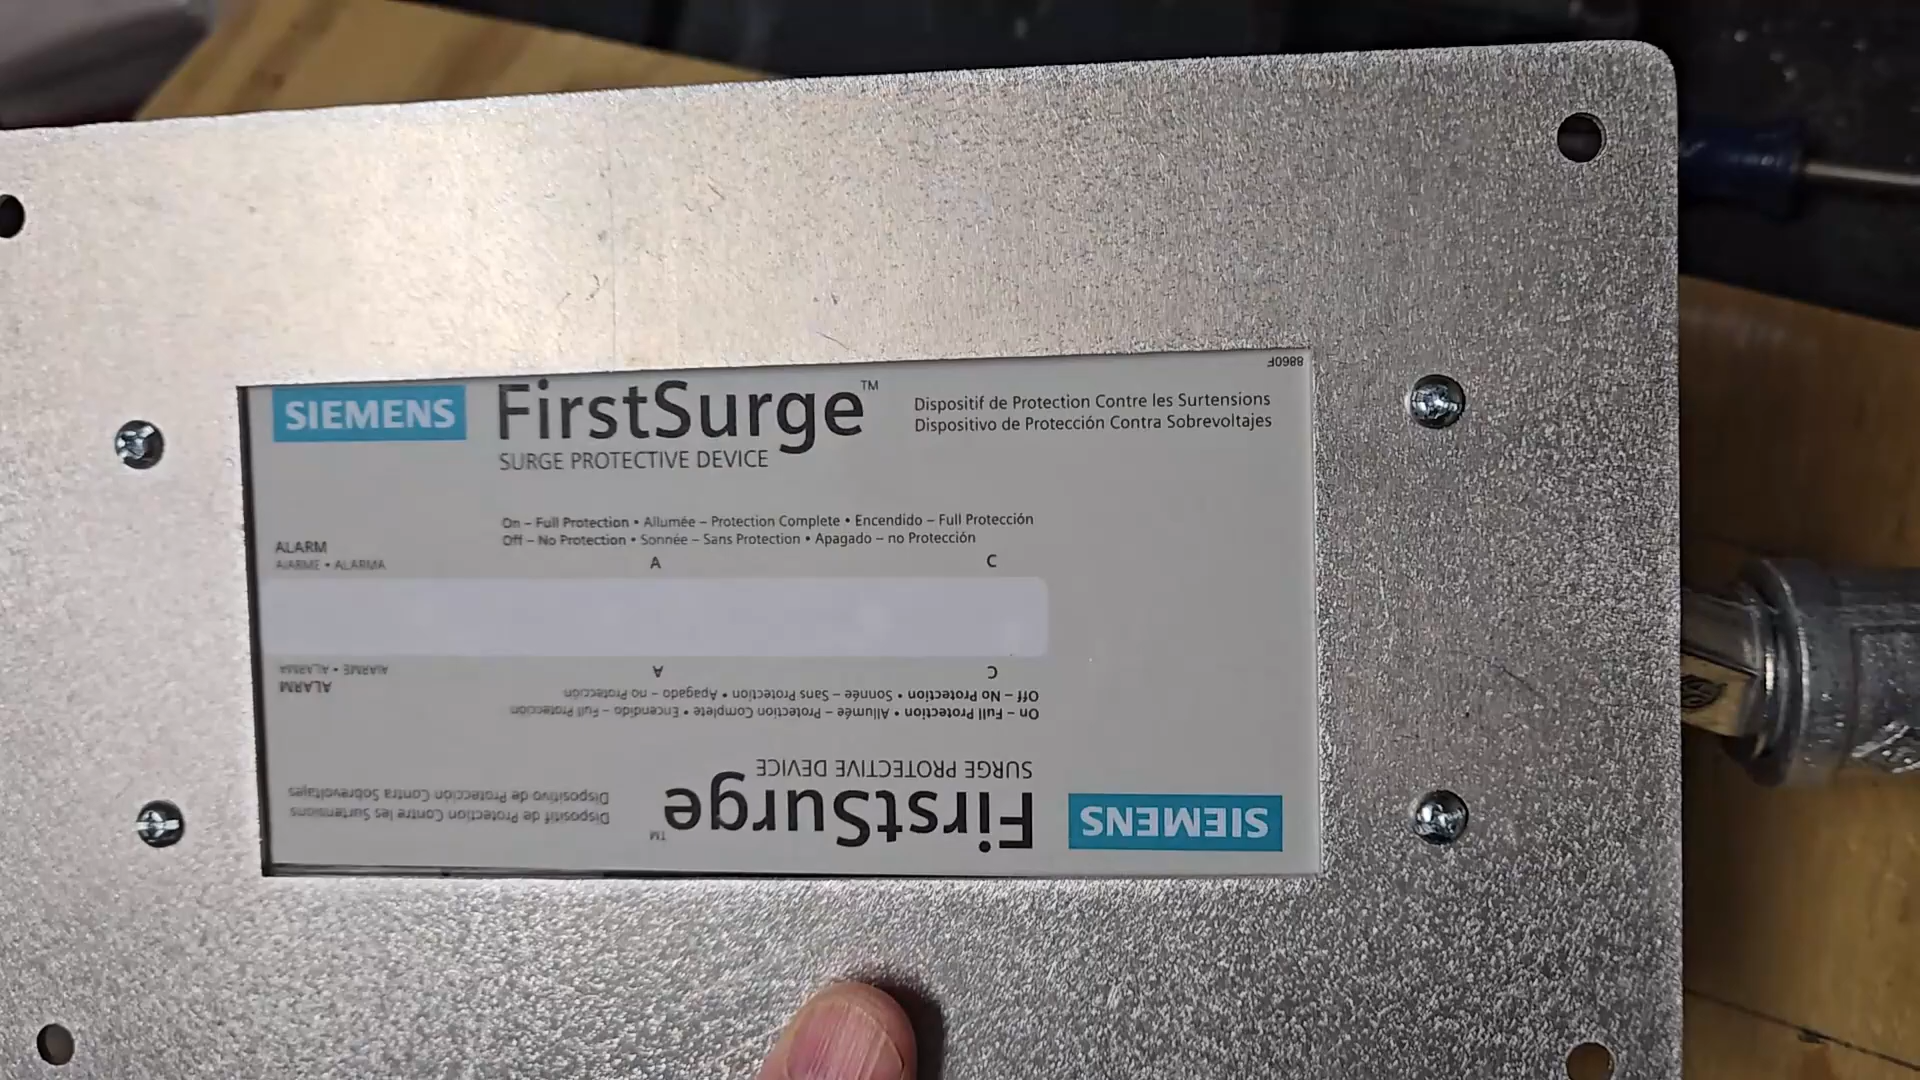 8860F
SIEMENS
FirstSurge™
SURGE PROTECTIVE DEVICE
Dispositif de Protection Contre les Surtensions
Dispositivo de Protección Contra Sobrevoltajes
On – Full Protection • Allumée – Protection Complete • Encendido – Full Protección
Off – No Protection • Sonnée – Sans Protection • Apagado – no Protección
ALARM
ALARME • ALARMA
A
C
ALARME • ALARMA
ALARM
A
C
Off – No Protection • Sonnée – Sans Protection • Apagado – no Protección
On – Full Protection • Allumée – Protection Complete • Encendido – Full Protección
SURGE PROTECTIVE DEVICE
FirstSurge™
SIEMENS
Dispositivo de Protección Contra Sobrevoltajes
Dispositif de Protection Contre les Surtensions